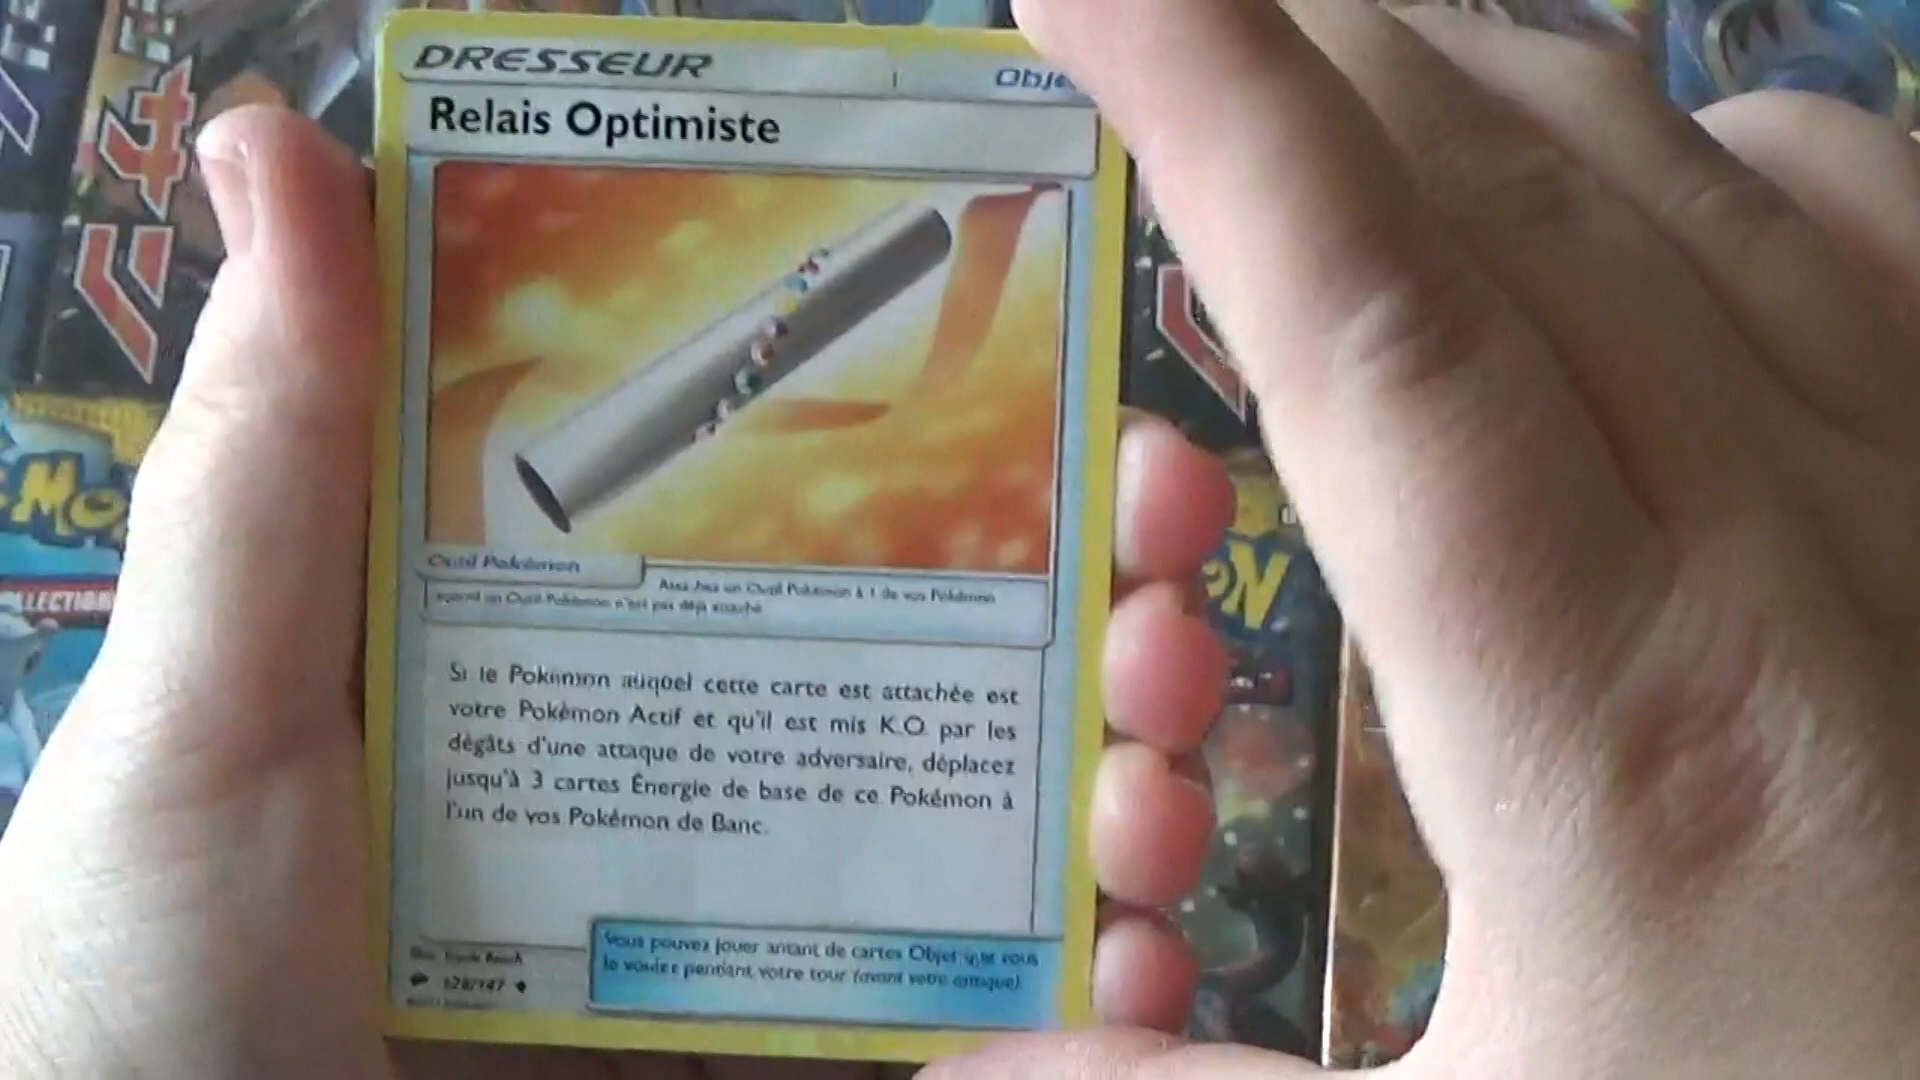 DRESSEUR
Obje
Relais Optimiste
Outil Pokémon
Attachez un Outil Pokémon à 1 de vos Pokémon
auquel un Outil Pokémon n'est pas déjà attaché.
Si le Pokémon auquel cette carte est attachée est
votre Pokémon Actif et qu'il est mis K.O. par les
dégâts d'une attaque de votre adversaire, déplacez
jusqu'à 3 cartes Énergie de base de ce Pokémon à
l'un de vos Pokémon de Banc.
Vous pouvez jouer autant de cartes Objet que vous
le voulez pendant votre tour (avant votre attaque).
128/147
LLECTION